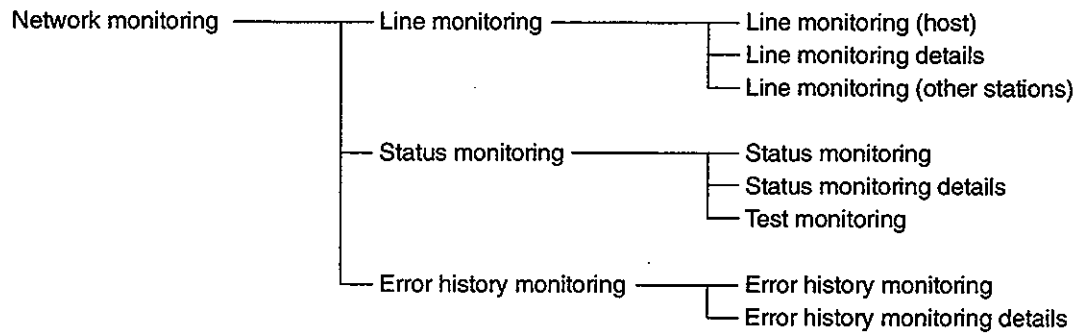 Network monitoring
Line monitoring
Line monitoring (host)
Line monitoring details
Line monitoring (other stations)
Status monitoring
Status monitoring
Status monitoring details
Test monitoring
Error history monitoring
Error history monitoring
Error history monitoring details